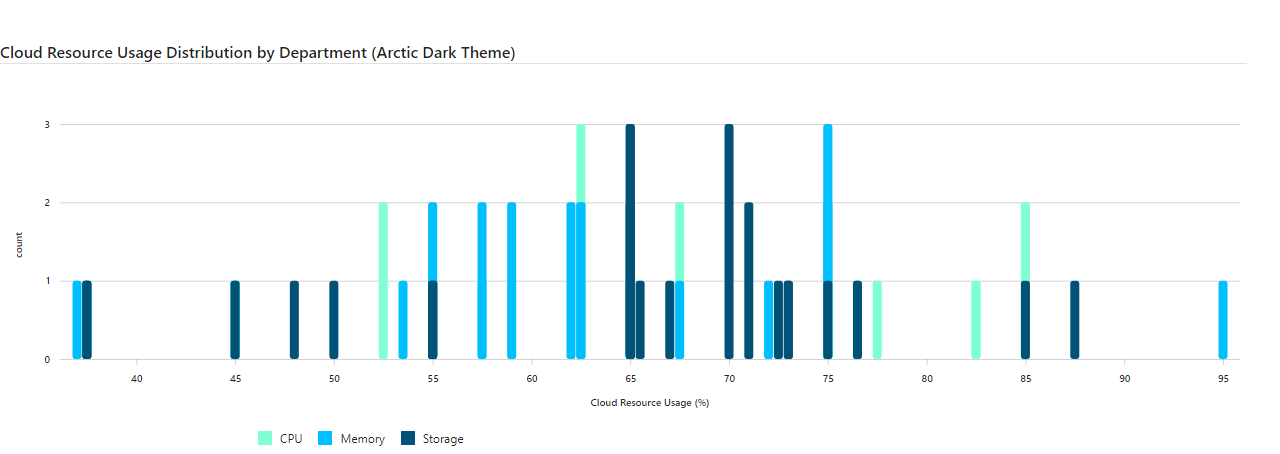 Cloud Resource Usage Distribution by Department (Arctic Dark Theme)
3
2
1
0
count
40 45 50 55 60 65 70 75 80 85 90 95
Cloud Resource Usage (%)
CPU Memory Storage